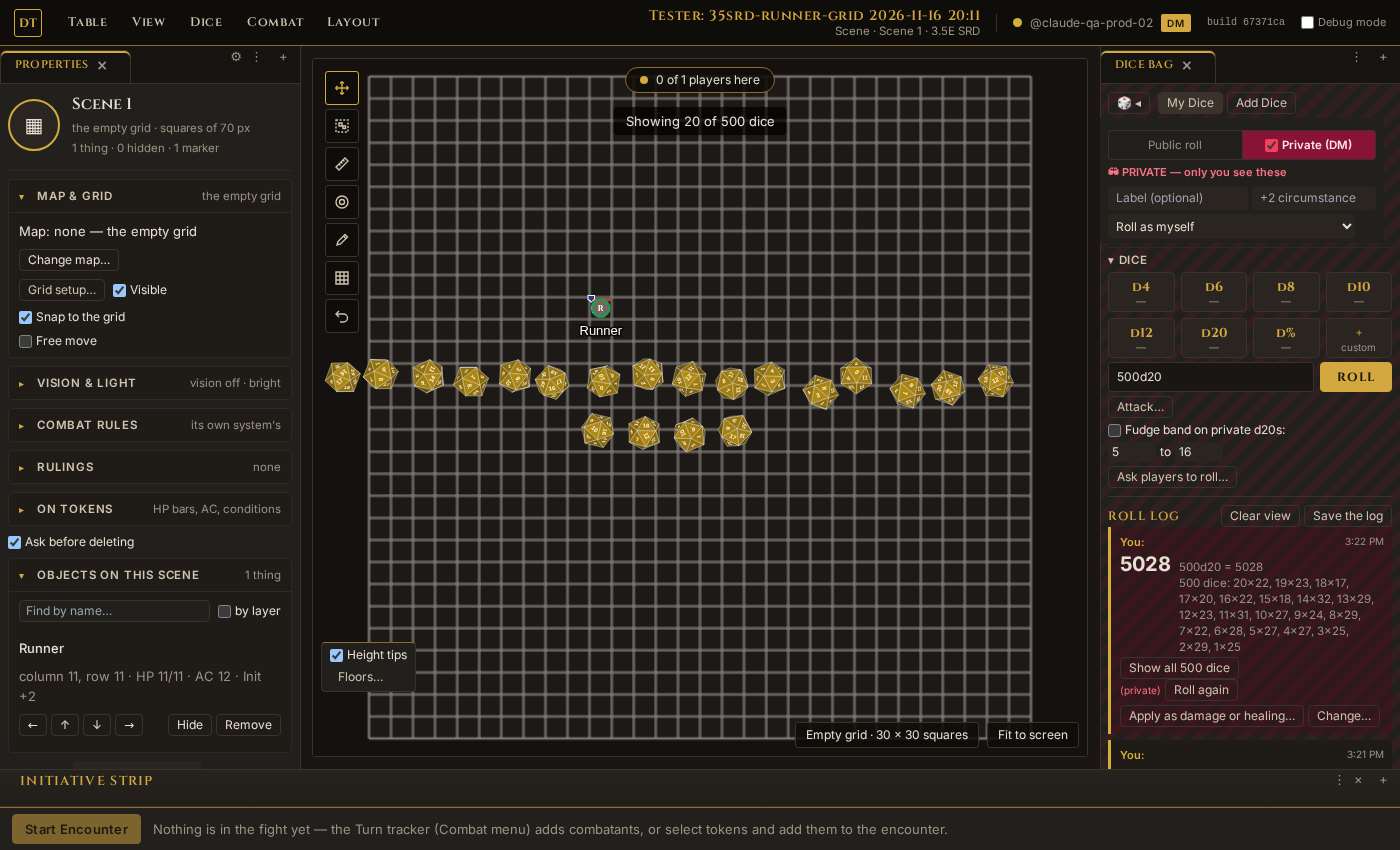 DT TABLE VIEW DICE COMBAT LAYOUT
TESTER: 35SRD-RUNNER-GRID 2026-11-16 20:11
Scene · Scene 1 · 3.5E SRD
@claude-qa-prod-02 DM build 67371ca Debug mode
PROPERTIES
SCENE 1
the empty grid · squares of 70 px
1 thing · 0 hidden · 1 marker
MAP & GRID the empty grid
Map: none — the empty grid
Change map...
Grid setup... Visible
Snap to the grid
Free move
VISION & LIGHT vision off · bright
COMBAT RULES its own system's
RULINGS none
ON TOKENS HP bars, AC, conditions
Ask before deleting
OBJECTS ON THIS SCENE 1 thing
Find by name... by layer
Runner
column 11, row 11 · HP 11/11 · AC 12 · Init
+2
← ↑ ↓ → Hide Remove
0 of 1 players here
Showing 20 of 500 dice
R
Runner
Height tips
Floors...
Empty grid · 30 × 30 squares Fit to screen
DICE BAG
My Dice Add Dice
Public roll Private (DM)
PRIVATE — only you see these
Label (optional) +2 circumstance
Roll as myself
DICE
D4 — D6 — D8 — D10 —
D12 — D20 — D% — + custom
500d20 ROLL
Attack...
Fudge band on private d20s:
5 to 16
Ask players to roll...
ROLL LOG Clear view Save the log
You: 3:22 PM
5028 500d20 = 5028
500 dice: 20×22, 19×23, 18×17,
17×20, 16×22, 15×18, 14×32, 13×29,
12×23, 11×31, 10×27, 9×24, 8×29,
7×22, 6×28, 5×27, 4×27, 3×25,
2×29, 1×25
Show all 500 dice
(private) Roll again
Apply as damage or healing... Change...
You: 3:21 PM
INITIATIVE STRIP
Start Encounter Nothing is in the fight yet — the Turn tracker (Combat menu) adds combatants, or select tokens and add them to the encounter.